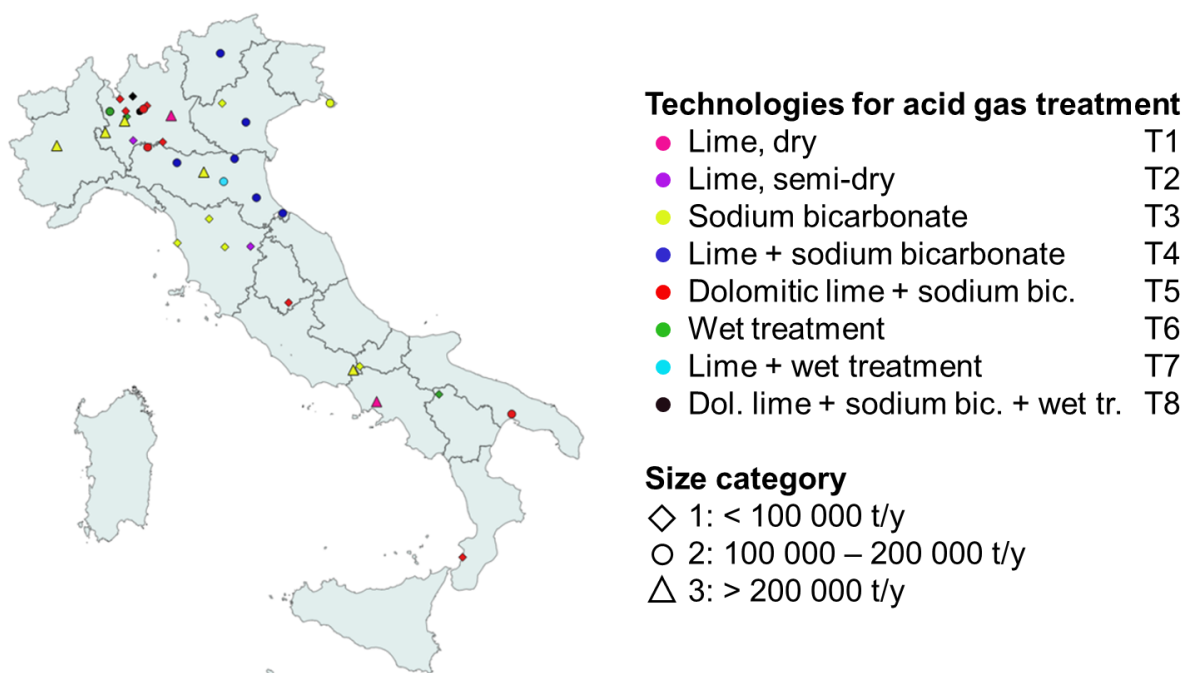 Technologies for acid gas treatment
Lime, dry T1
Lime, semi-dry T2
Sodium bicarbonate T3
Lime + sodium bicarbonate T4
Dolomitic lime + sodium bic. T5
Wet treatment T6
Lime + wet treatment T7
Dol. lime + sodium bic. + wet tr. T8
Size category
1: < 100 000 t/y
2: 100 000 – 200 000 t/y
3: > 200 000 t/y